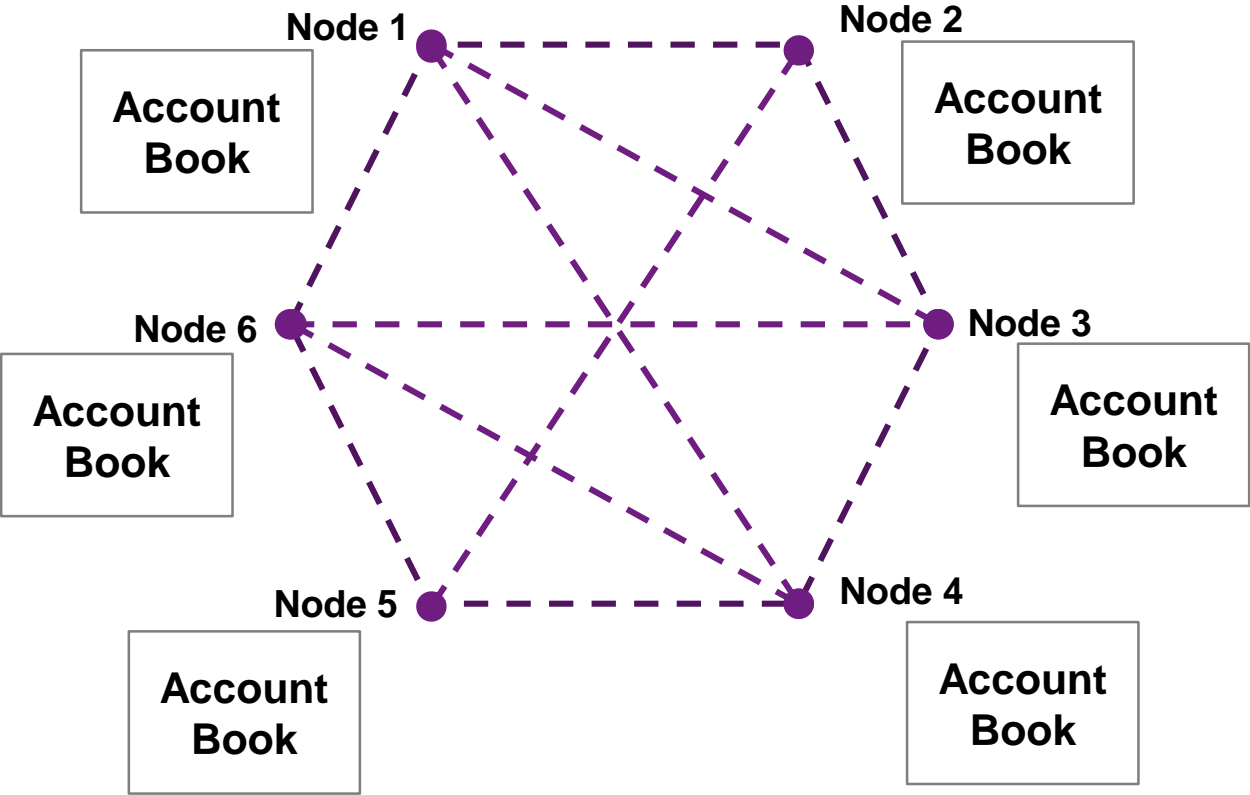 Node 1
Node 2
Account
Book
Account
Book
Node 6
Node 3
Account
Book
Account
Book
Node 5
Node 4
Account
Book
Account
Book